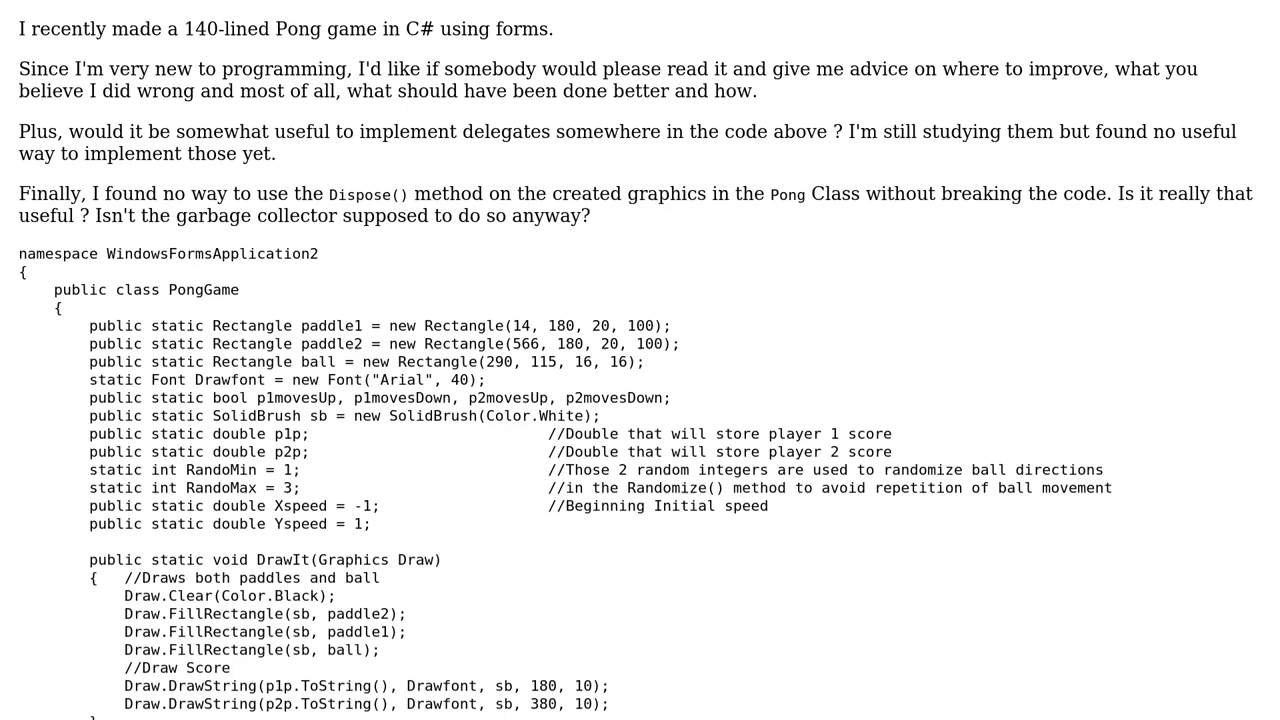 I recently made a 140-lined Pong game in C# using forms.
Since I'm very new to programming, I'd like if somebody would please read it and give me advice on where to improve, what you
believe I did wrong and most of all, what should have been done better and how.
Plus, would it be somewhat useful to implement delegates somewhere in the code above ? I'm still studying them but found no useful
way to implement those yet.
Finally, I found no way to use the Dispose() method on the created graphics in the Pong Class without breaking the code. Is it really that
useful ? Isn't the garbage collector supposed to do so anyway?
namespace WindowsFormsApplication2
{
    public class PongGame
    {
        public static Rectangle paddle1 = new Rectangle(14, 180, 20, 100);
        public static Rectangle paddle2 = new Rectangle(566, 180, 20, 100);
        public static Rectangle ball = new Rectangle(290, 115, 16, 16);
        static Font Drawfont = new Font("Arial", 40);
        public static bool p1movesUp, p1movesDown, p2movesUp, p2movesDown;
        public static SolidBrush sb = new SolidBrush(Color.White);
        public static double p1p;                           //Double that will store player 1 score
        public static double p2p;                           //Double that will store player 2 score
        static int RandoMin = 1;                            //Those 2 random integers are used to randomize ball directions
        static int RandoMax = 3;                            //in the Randomize() method to avoid repetition of ball movement
        public static double Xspeed = -1;                   //Beginning Initial speed
        public static double Yspeed = 1;
        public static void DrawIt(Graphics Draw)
        {   //Draws both paddles and ball
            Draw.Clear(Color.Black);
            Draw.FillRectangle(sb, paddle2);
            Draw.FillRectangle(sb, paddle1);
            Draw.FillRectangle(sb, ball);
            //Draw Score
            Draw.DrawString(p1p.ToString(), Drawfont, sb, 180, 10);
            Draw.DrawString(p2p.ToString(), Drawfont, sb, 380, 10);